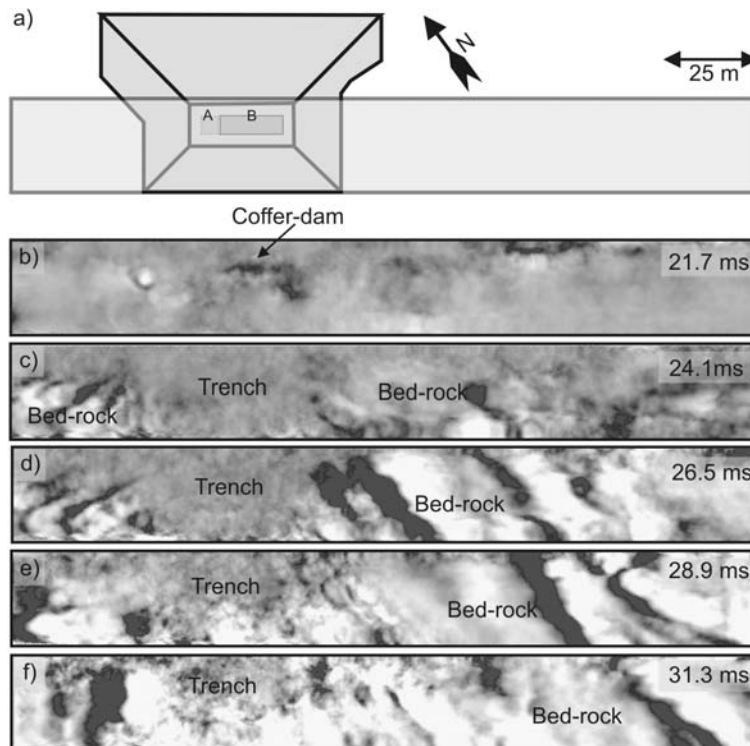 a)
N
25 m
A
B
Coffer-dam
b)
21.7 ms
c)
24.1ms
Trench
Bed-rock
Bed-rock
d)
26.5 ms
Trench
Bed-rock
e)
28.9 ms
Trench
Bed-rock
f)
31.3 ms
Trench
Bed-rock